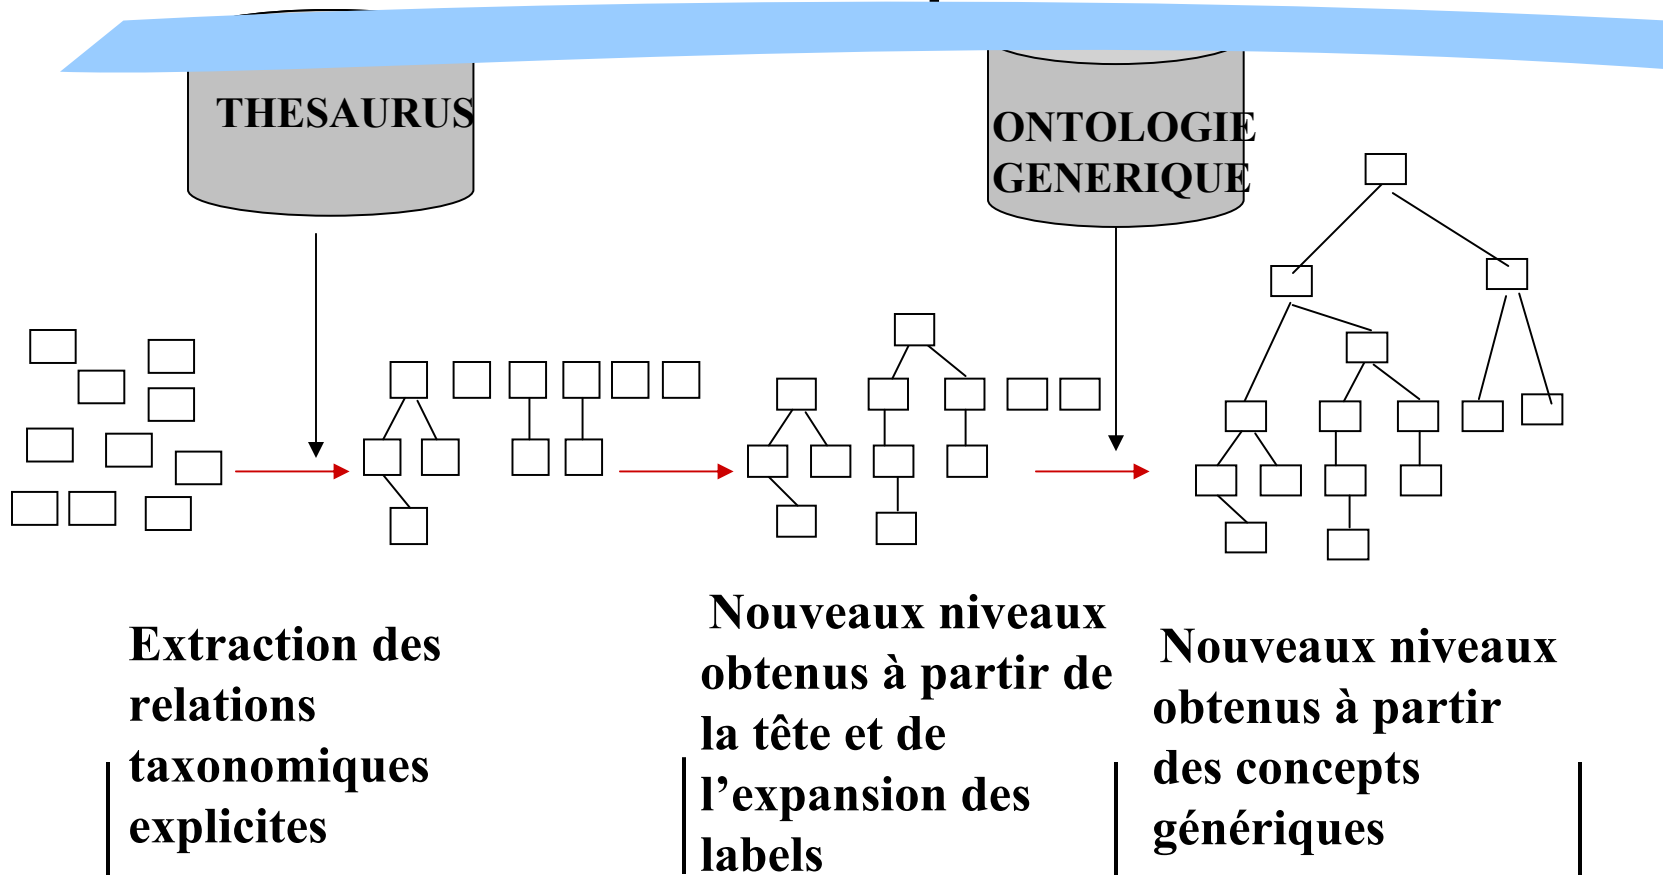 THESAURUS
ONTOLOGIE
GENERIQUE
Extraction des
relations
taxonomiques
explicites
Nouveaux niveaux
obtenus à partir de
la tête et de
l’expansion des
labels
Nouveaux niveaux
obtenus à partir
des concepts
génériques